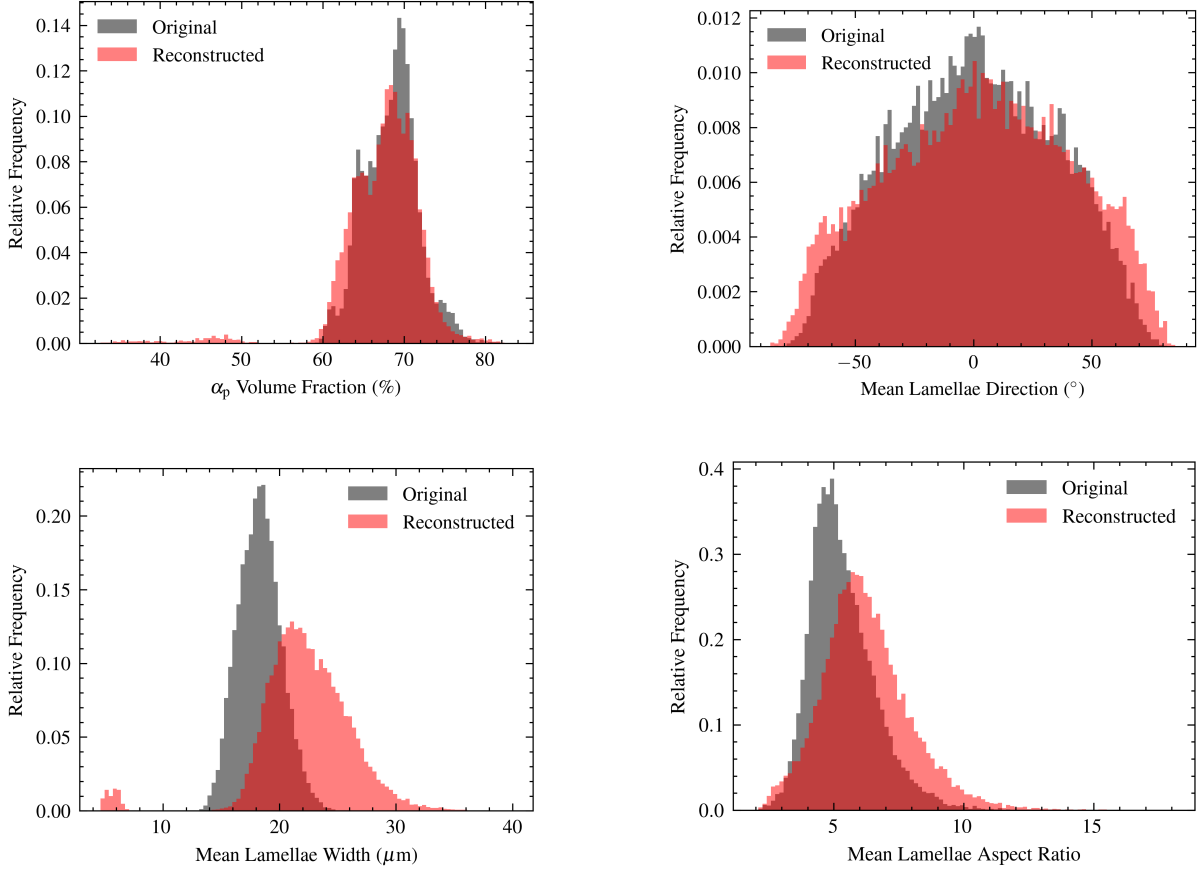 Original
Reconstructed
0.14
0.12
0.10
0.08
0.06
0.04
0.02
0.00
Relative Frequency
40
50
60
70
80
αp Volume Fraction (%)
Original
Reconstructed
0.012
0.010
0.008
0.006
0.004
0.002
0.000
Relative Frequency
−50
0
50
Mean Lamellae Direction (°)
Original
Reconstructed
0.20
0.15
0.10
0.05
0.00
Relative Frequency
10
20
30
40
Mean Lamellae Width (μm)
Original
Reconstructed
0.4
0.3
0.2
0.1
0.0
Relative Frequency
5
10
15
Mean Lamellae Aspect Ratio